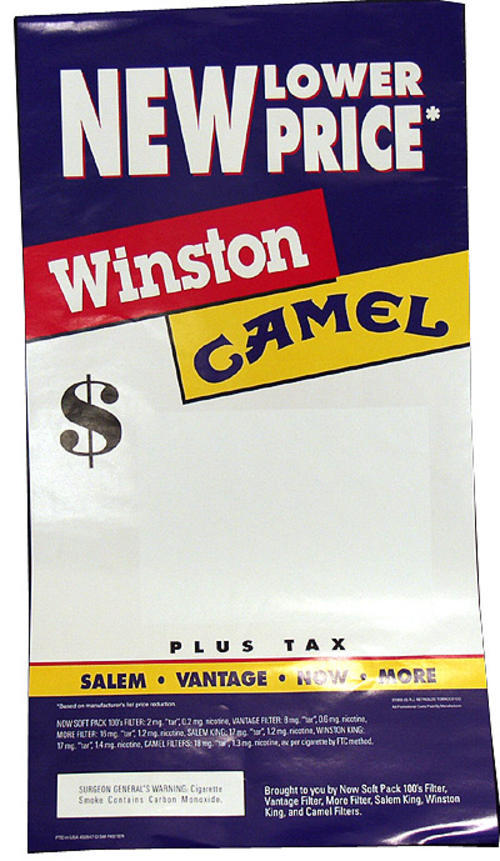 NEW LOWER
PRICE*
Winston
CAMEL
$
PLUS TAX
SALEM • VANTAGE • NOW • MORE
*Based on manufacturer's list price reduction.
R.J. REYNOLDS TOBACCO CO.
NOW SOFT PACK 100's FILTER: 2 mg. "tar", 0.2 mg. nicotine, VANTAGE FILTER: 8 mg. "tar", 0.6 mg. nicotine,
MORE FILTER: 16 mg. "tar", 1.2 mg. nicotine, SALEM KING: 17 mg. "tar", 1.2 mg. nicotine, WINSTON KING:
17 mg. "tar", 1.4 mg. nicotine, CAMEL FILTERS: 18 mg. "tar", 1.3 mg. nicotine, av. per cigarette by FTC method.
SURGEON GENERAL'S WARNING: Cigarette
Smoke Contains Carbon Monoxide.
Brought to you by Now Soft Pack 100's Filter,
Vantage Filter, More Filter, Salem King, Winston
King, and Camel Filters.